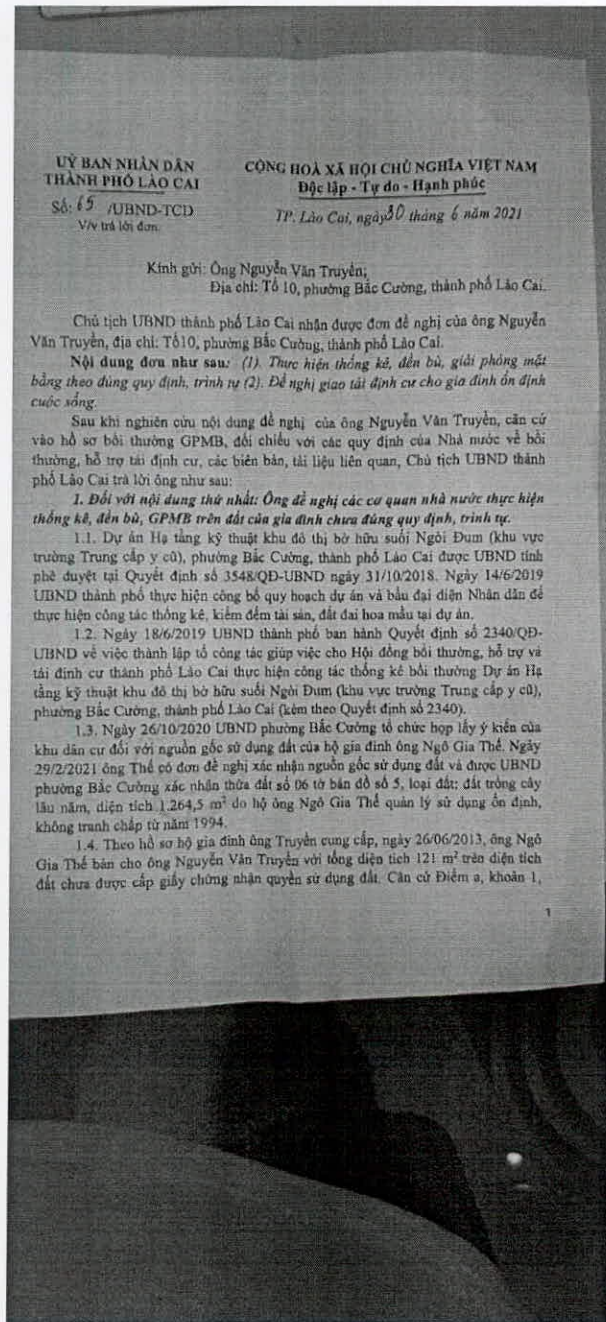 UỶ BAN NHÂN DÂN
THÀNH PHỐ LÀO CAI
Số: 65 /UBND-TCD
V/v trả lời đơn.
CỘNG HOÀ XÃ HỘI CHỦ NGHĨA VIỆT NAM
Độc lập - Tự do - Hạnh phúc
TP. Lào Cai, ngày 30 tháng 6 năm 2021
Kính gửi: Ông Nguyễn Văn Truyền;
Địa chỉ: Tổ 10, phường Bắc Cường, thành phố Lào Cai.
Chủ tịch UBND thành phố Lào Cai nhận được đơn đề nghị của ông Nguyễn
Văn Truyền, địa chỉ: Tổ10, phường Bắc Cường, thành phố Lào Cai.
Nội dung đơn như sau: (1). Thực hiện thống kê, đền bù, giải phóng mặt
bằng theo đúng quy định, trình tự (2). Đề nghị giao tái định cư cho gia đình ổn định
cuộc sống.
Sau khi nghiên cứu nội dung đề nghị của ông Nguyễn Văn Truyền, căn cứ
vào hồ sơ bồi thường GPMB, đối chiếu với các quy định của Nhà nước về bồi
thường, hỗ trợ tái định cư, các biên bản, tài liệu liên quan, Chủ tịch UBND thành
phố Lào Cai trả lời ông như sau:
1. Đối với nội dung thứ nhất: Ông đề nghị các cơ quan nhà nước thực hiện
thống kê, đền bù, GPMB trên đất của gia đình chưa đúng quy định, trình tự.
1.1. Dự án Hạ tầng kỹ thuật khu đô thị bờ hữu suối Ngòi Đum (khu vực
trường Trung cấp y cũ), phường Bắc Cường, thành phố Lào Cai được UBND tỉnh
phê duyệt tại Quyết định số 3548/QĐ-UBND ngày 31/10/2018. Ngày 14/6/2019
UBND thành phố thực hiện công bố quy hoạch dự án và bầu đại diện Nhân dân để
thực hiện công tác thống kê, kiểm đếm tài sản, đất đai hoa mầu tại dự án.
1.2. Ngày 18/6/2019 UBND thành phố ban hành Quyết định số 2340/QĐ-
UBND về việc thành lập tổ công tác giúp việc cho Hội đồng bồi thường, hỗ trợ và
tái định cư thành phố Lào Cai thực hiện công tác thống kê bồi thường Dự án Hạ
tầng kỹ thuật khu đô thị bờ hữu suối Ngòi Đum (khu vực trường Trung cấp y cũ),
phường Bắc Cường, thành phố Lào Cai (kèm theo Quyết định số 2340).
1.3. Ngày 26/10/2020 UBND phường Bắc Cường tổ chức họp lấy ý kiến của
khu dân cư đối với nguồn gốc sử dụng đất của hộ gia đình ông Ngô Gia Thế. Ngày
29/2/2021 ông Thế có đơn đề nghị xác nhận nguồn gốc sử dụng đất và được UBND
phường Bắc Cường xác nhận thửa đất số 06 tờ bản đồ số 5, loại đất: đất trồng cây
lâu năm, diện tích 1.264,5 m² do hộ ông Ngô Gia Thế quản lý sử dụng ổn định,
không tranh chấp từ năm 1994.
1.4. Theo hồ sơ hộ gia đình ông Truyền cung cấp, ngày 26/06/2013, ông Ngô
Gia Thế bán cho ông Nguyễn Văn Truyền với tổng diện tích 121 m² trên diện tích
đất chưa được cấp giấy chứng nhận quyền sử dụng đất. Căn cứ Điểm a, khoản 1,
1